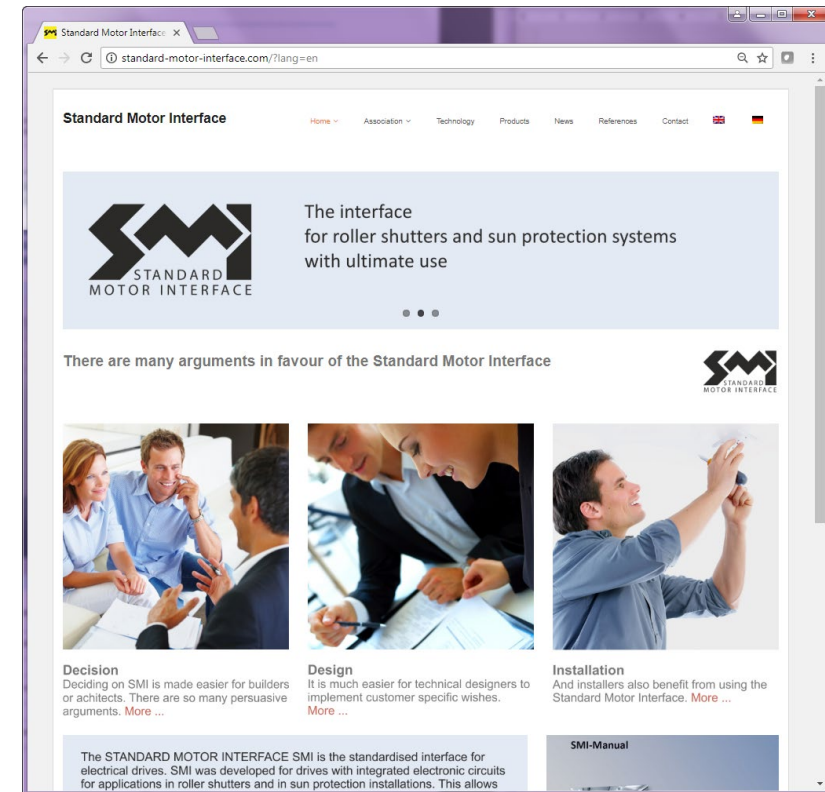 Standard Motor Interface
standard-motor-interface.com/?lang=en
Standard Motor Interface
Home Association Technology Products News References Contact
SMI
STANDARD
MOTOR INTERFACE
The interface
for roller shutters and sun protection systems
with ultimate use
There are many arguments in favour of the Standard Motor Interface
SMI
STANDARD
MOTOR INTERFACE
Decision
Deciding on SMI is made easier for builders
or achitects. There are so many persuasive
arguments. More ...
Design
It is much easier for technical designers to
implement customer specific wishes.
More ...
Installation
And installers also benefit from using the
Standard Motor Interface. More ...
The STANDARD MOTOR INTERFACE SMI is the standardised interface for
electrical drives. SMI was developed for drives with integrated electronic circuits
for applications in roller shutters and in sun protection installations. This allows
SMI-Manual